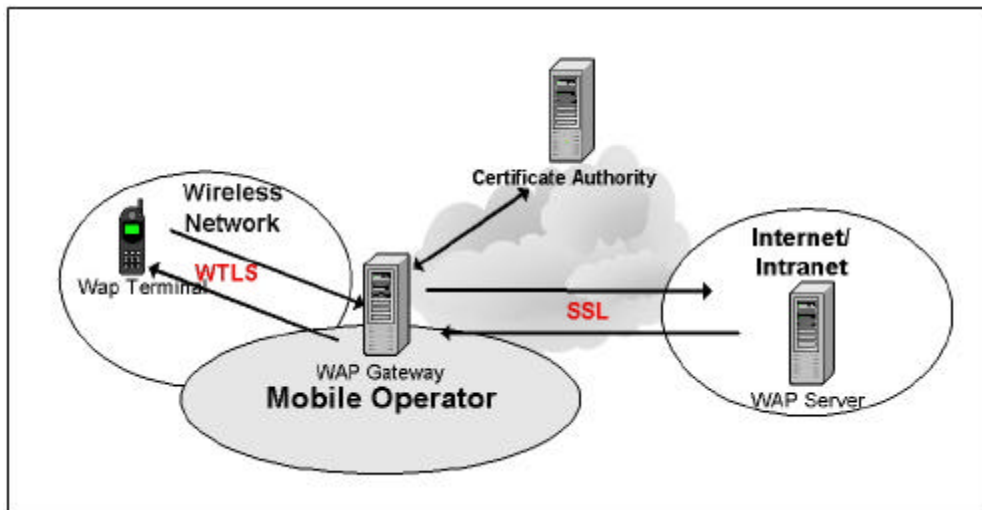 Certificate Authority
Wireless
Network
WTLS
Wap Terminal
Internet/
Intranet
SSL
WAP Gateway
Mobile Operator
WAP Server